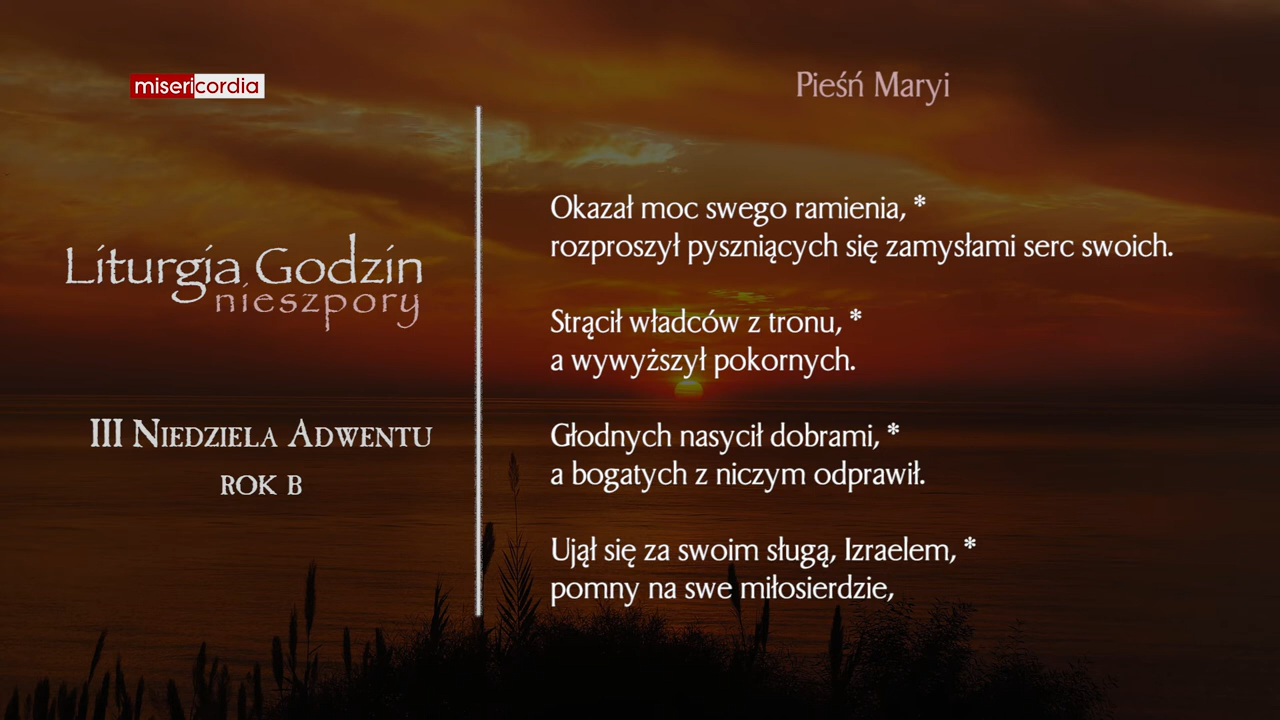 misericordia
Liturgia Godzin
nieszpory
III Niedziela Adwentu
rok B
Pieśń Maryi
Okazał moc swego ramienia, *
rozproszył pyszniących się zamysłami serc swoich.
Strącił władców z tronu, *
a wywyższył pokornych.
Głodnych nasycił dobrami, *
a bogatych z niczym odprawił.
Ujął się za swoim sługą, Izraelem, *
pomny na swe miłosierdzie,